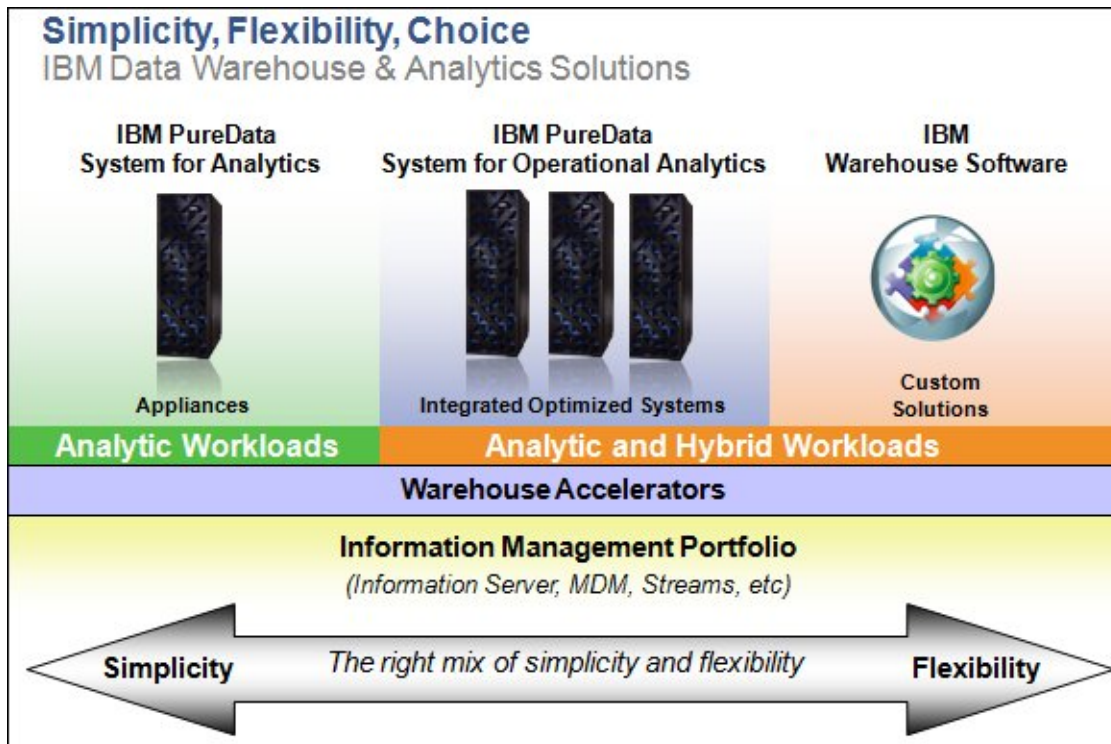 Simplicity, Flexibility, Choice
IBM Data Warehouse & Analytics Solutions
IBM PureData
System for Analytics
IBM PureData
System for Operational Analytics
IBM
Warehouse Software
Appliances
Integrated Optimized Systems
Custom
Solutions
Analytic Workloads
Analytic and Hybrid Workloads
Warehouse Accelerators
Information Management Portfolio
(Information Server, MDM, Streams, etc)
Simplicity
The right mix of simplicity and flexibility
Flexibility